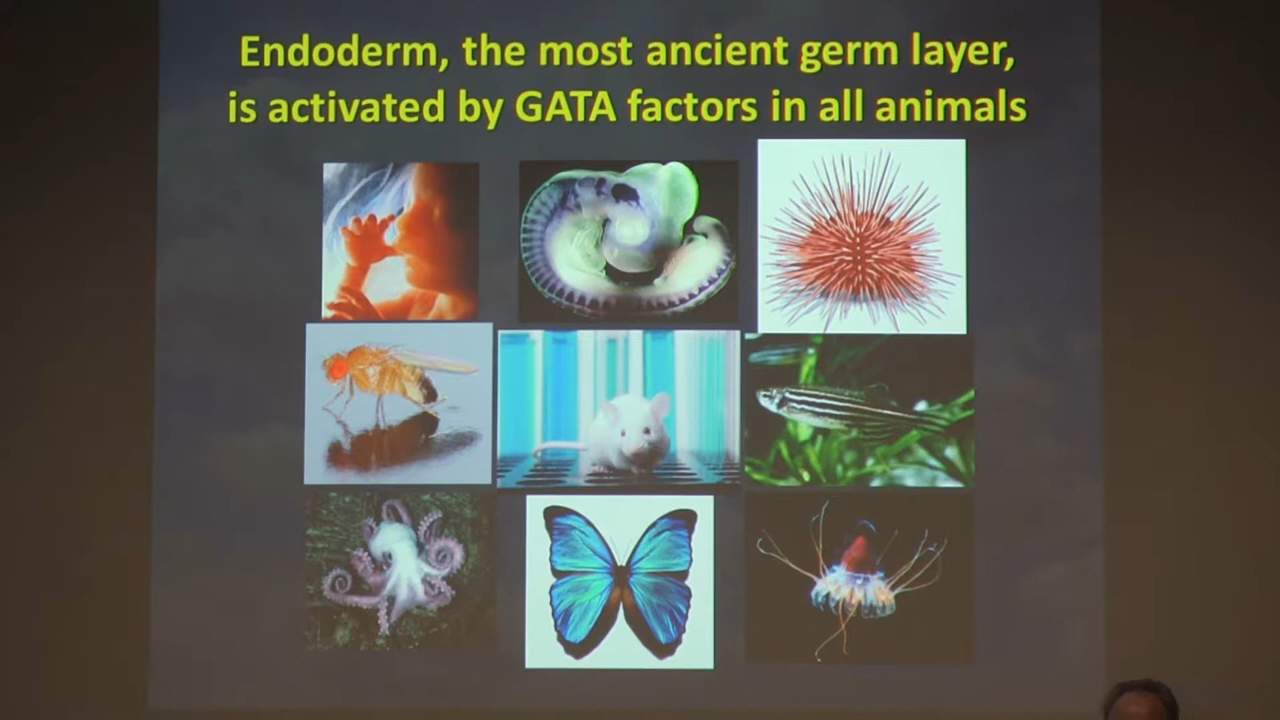 Endoderm, the most ancient germ layer,
is activated by GATA factors in all animals